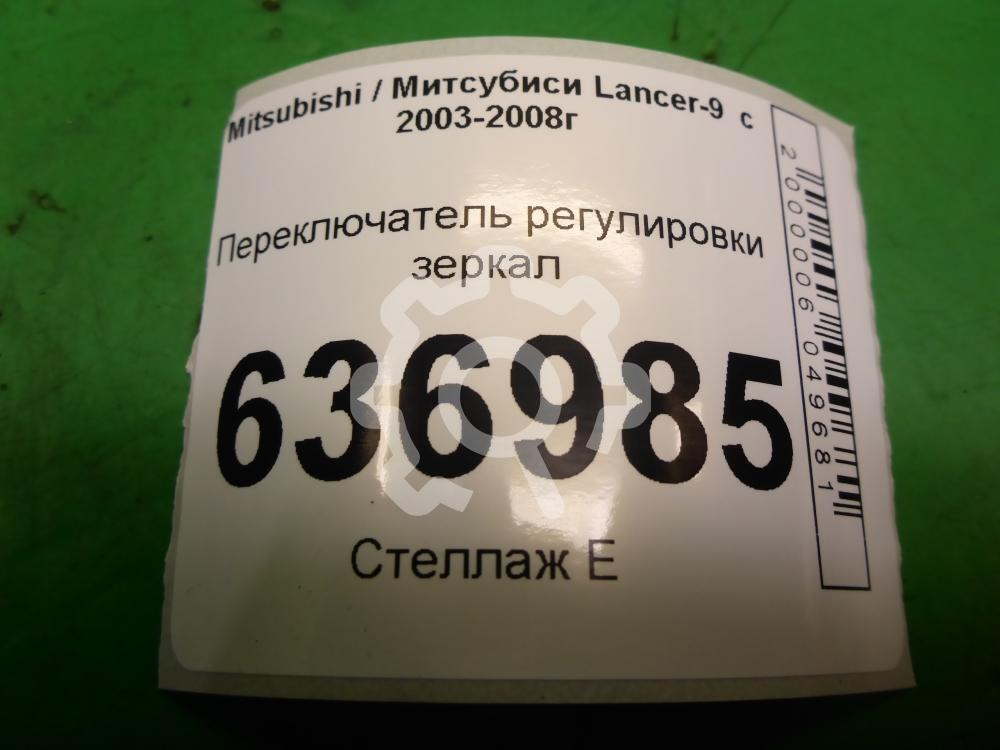 Mitsubishi / Митсубиси Lancer-9 с
2003-2008г
Переключатель регулировки
зеркал
636985
Стеллаж Е
2000006049681